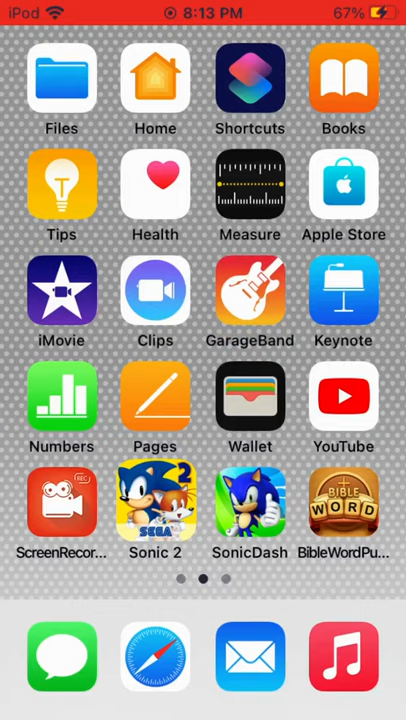 iPod 8:13 PM 67%
Files Home Shortcuts Books
Tips Health Measure Apple Store
iMovie Clips GarageBand Keynote
Numbers Pages Wallet YouTube
REC
2
SEGA
BIBLE
WORD
ScreenRecor... Sonic 2 SonicDash BibleWordPu...